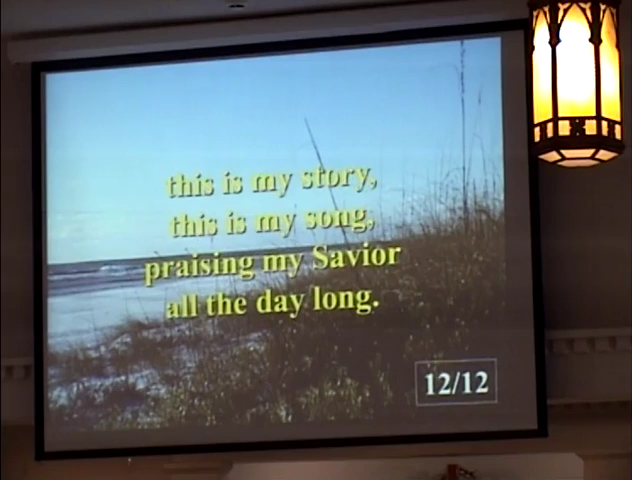 this is my story,
this is my song,
praising my Savior
all the day long.
12/12